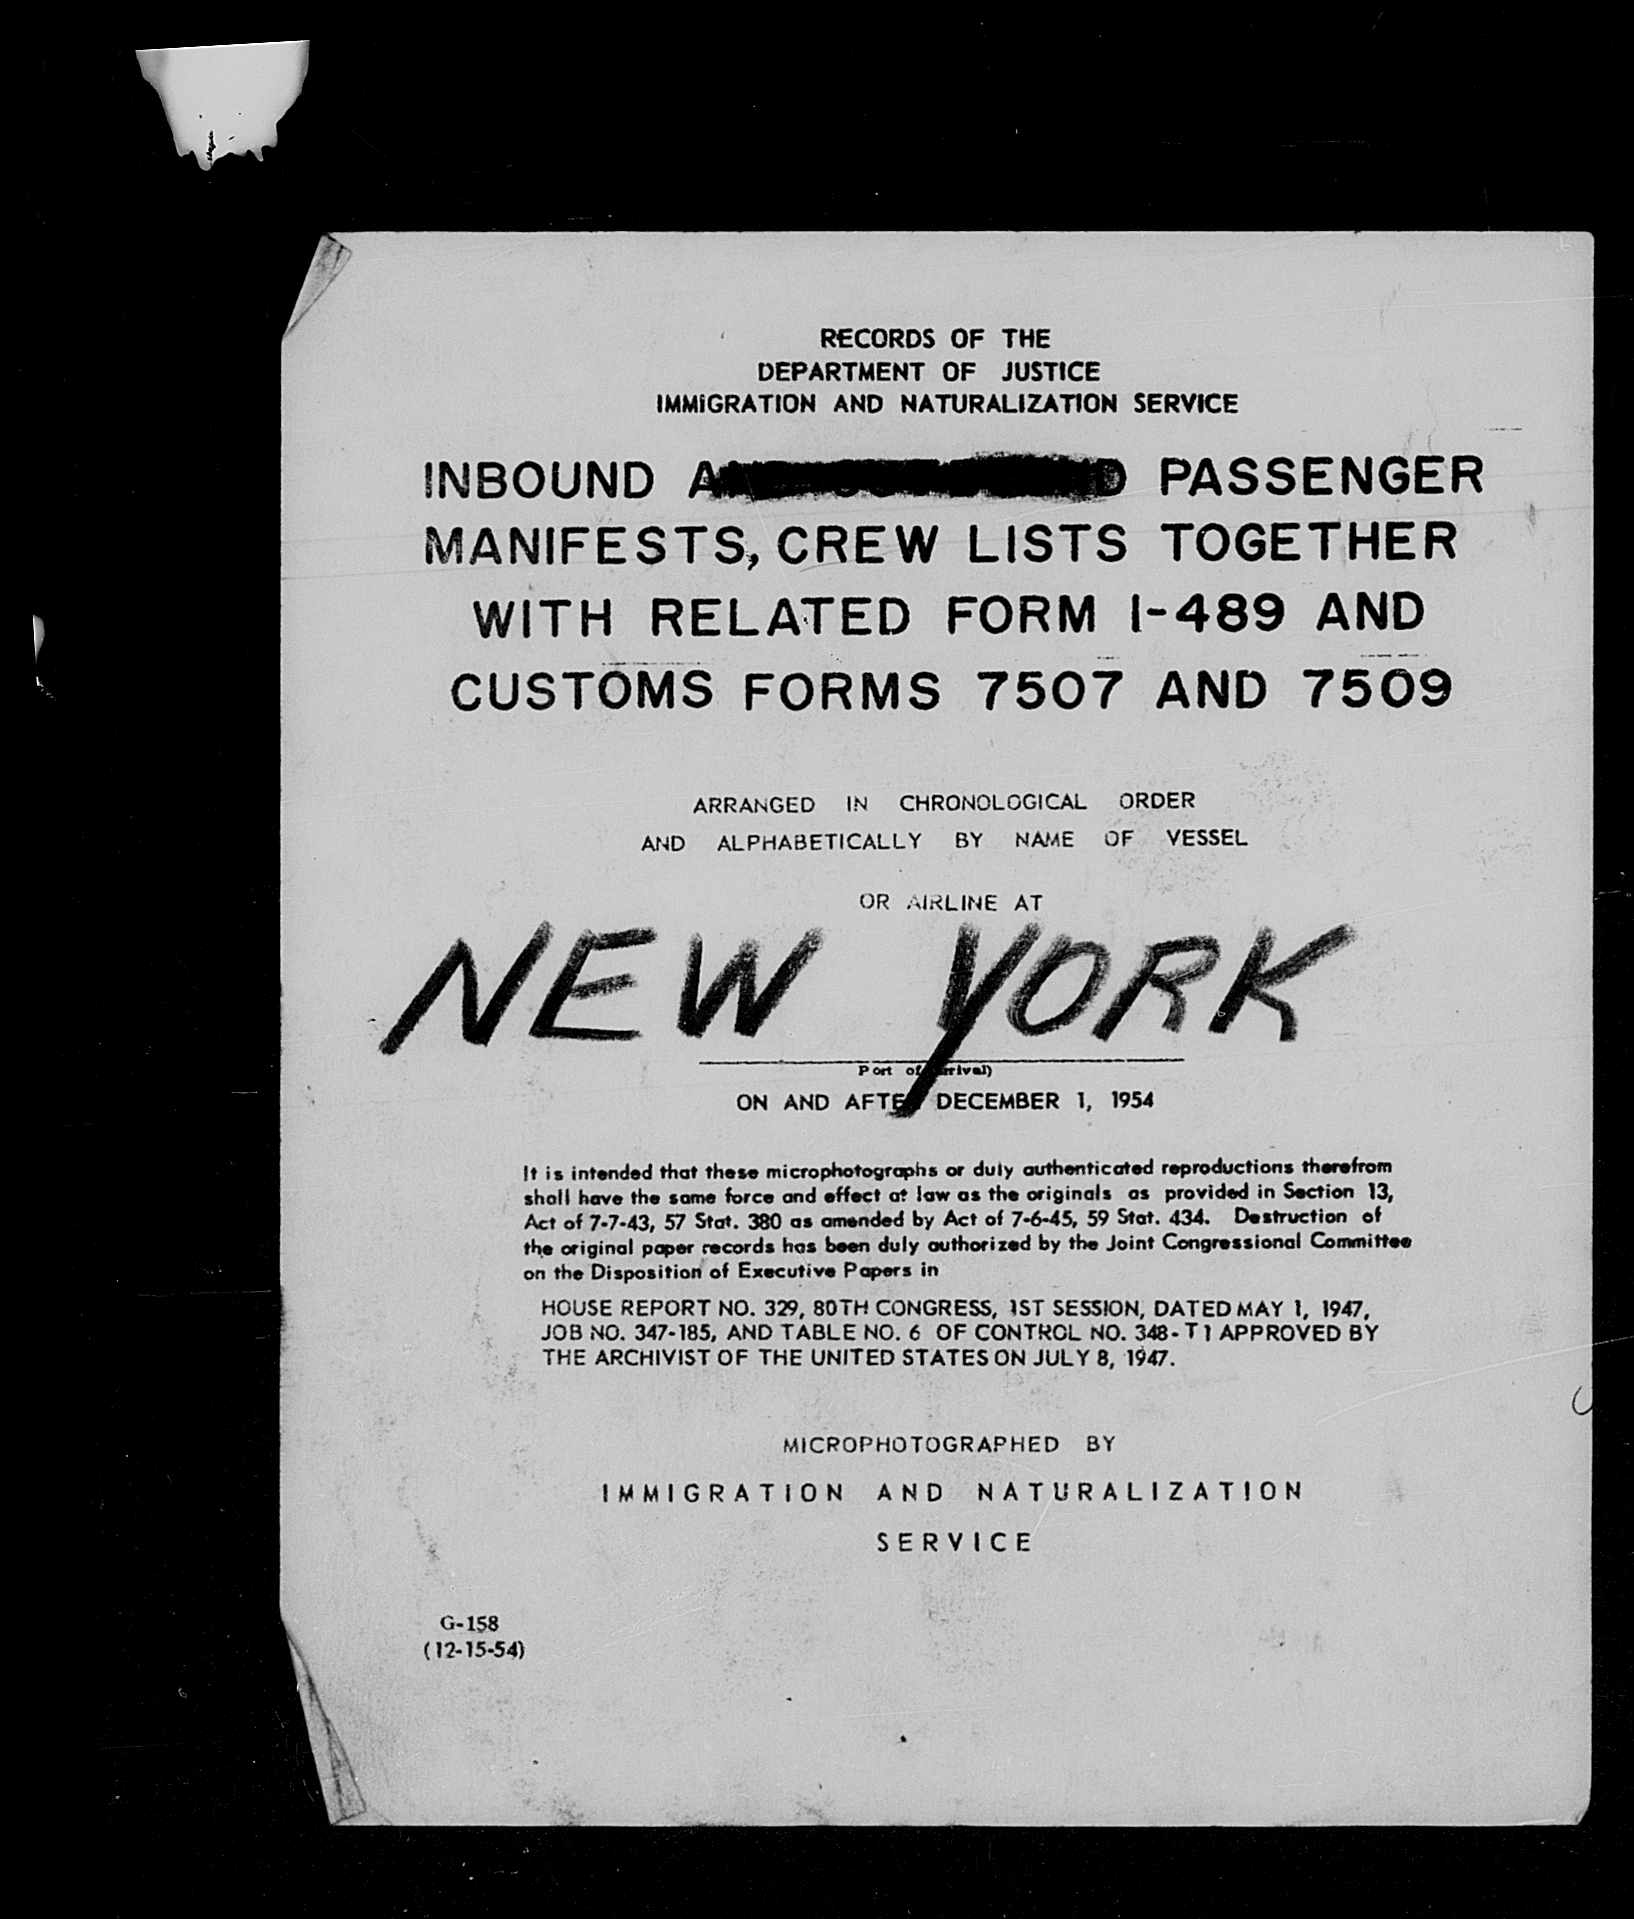 RECORDS OF THE
DEPARTMENT OF JUSTICE
IMMIGRATION AND NATURALIZATION SERVICE
INBOUND PASSENGER
MANIFESTS, CREW LISTS TOGETHER
WITH RELATED FORM I-489 AND
CUSTOMS FORMS 7507 AND 7509
ARRANGED IN CHRONOLOGICAL ORDER
AND ALPHABETICALLY BY NAME OF VESSEL
OR AIRLINE AT
NEW YORK
Port of
ON AND AFTER DECEMBER 1, 1954
It is intended that these microphotographs or duly authenticated reproductions therefrom
shall have the same force and effect at law as the originals as provided in Section 13,
Act of 7-7-43, 57 Stat. 380 as amended by Act of 7-6-45, 59 Stat. 434. Destruction of
the original paper records has been duly authorized by the Joint Congressional Committee
on the Disposition of Executive Papers in
HOUSE REPORT NO. 329, 80TH CONGRESS, 1ST SESSION, DATED MAY 1, 1947,
JOB NO. 347-185, AND TABLE NO. 6 OF CONTROL NO. 348-T1 APPROVED BY
THE ARCHIVIST OF THE UNITED STATES ON JULY 8, 1947.
MICROPHOTOGRAPHED BY
IMMIGRATION AND NATURALIZATION
SERVICE
G-158
(12-15-54)